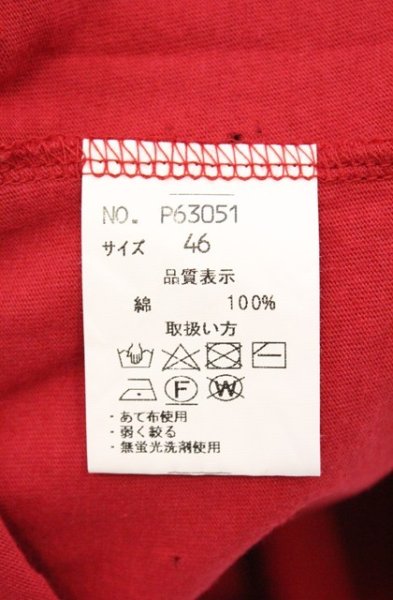 NO. P63051
サイズ 46
品質表示
綿 100%
取扱い方
F W
・あて布使用
・弱く絞る
・無蛍光洗剤使用